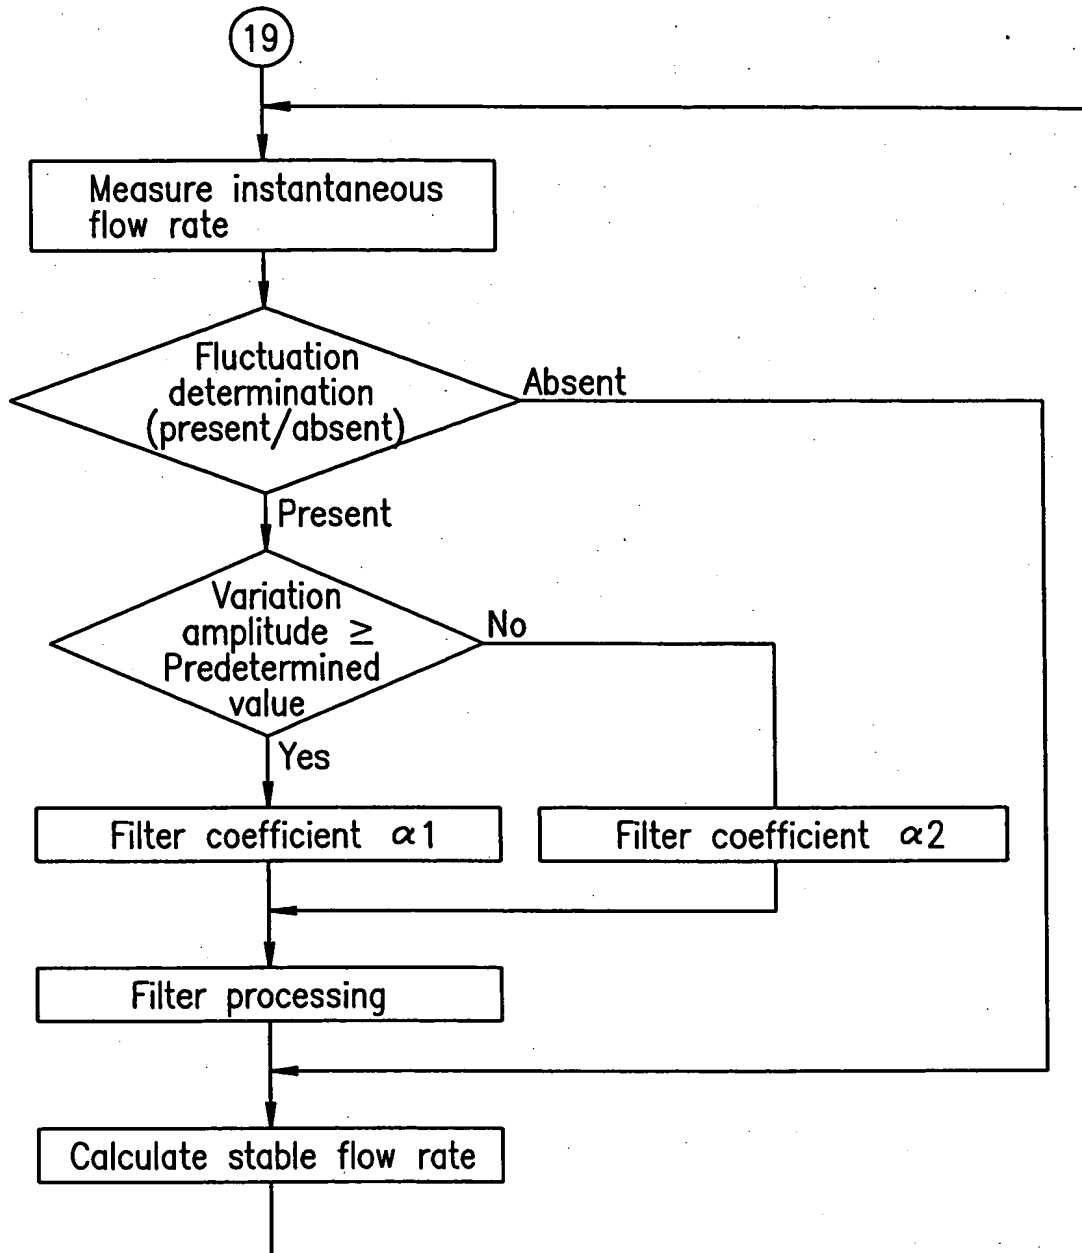 19
Measure instantaneous
flow rate
Fluctuation
determination
(present/absent)
Absent
Present
Variation
amplitude ≥
Predetermined
value
No
Yes
Filter coefficient α1
Filter coefficient α2
Filter processing
Calculate stable flow rate